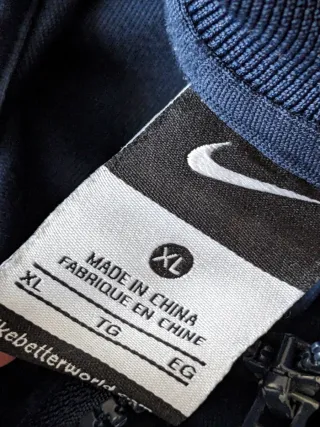 XL
MADE IN CHINA
FABRIQUE EN CHINE
XL TG EG
kebetterworld